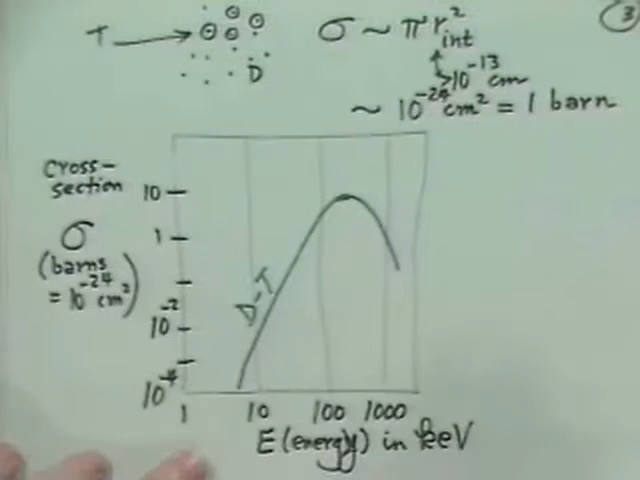 3
T
D
σ ~ π r²int
10⁻¹³ cm
~ 10⁻²⁴ cm² = 1 barn
cross-
section
σ
(barns
= 10⁻²⁴ cm²)
10
1
10⁻²
10⁻⁴
D-T
1 10 100 1000
E (energy) in keV